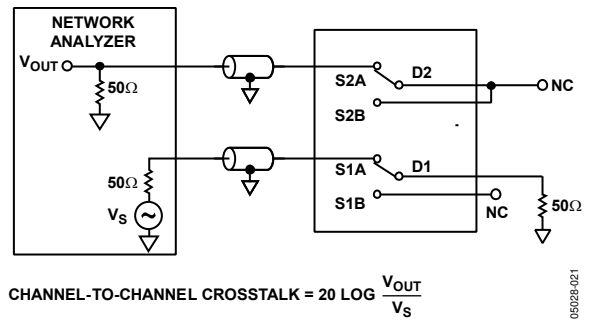 NETWORK
ANALYZER
VOUT
50Ω
S2A
D2
NC
S2B
50Ω
S1A
D1
VS
S1B
NC
50Ω
CHANNEL-TO-CHANNEL CROSSTALK = 20 LOG VOUT
VS
05028-021